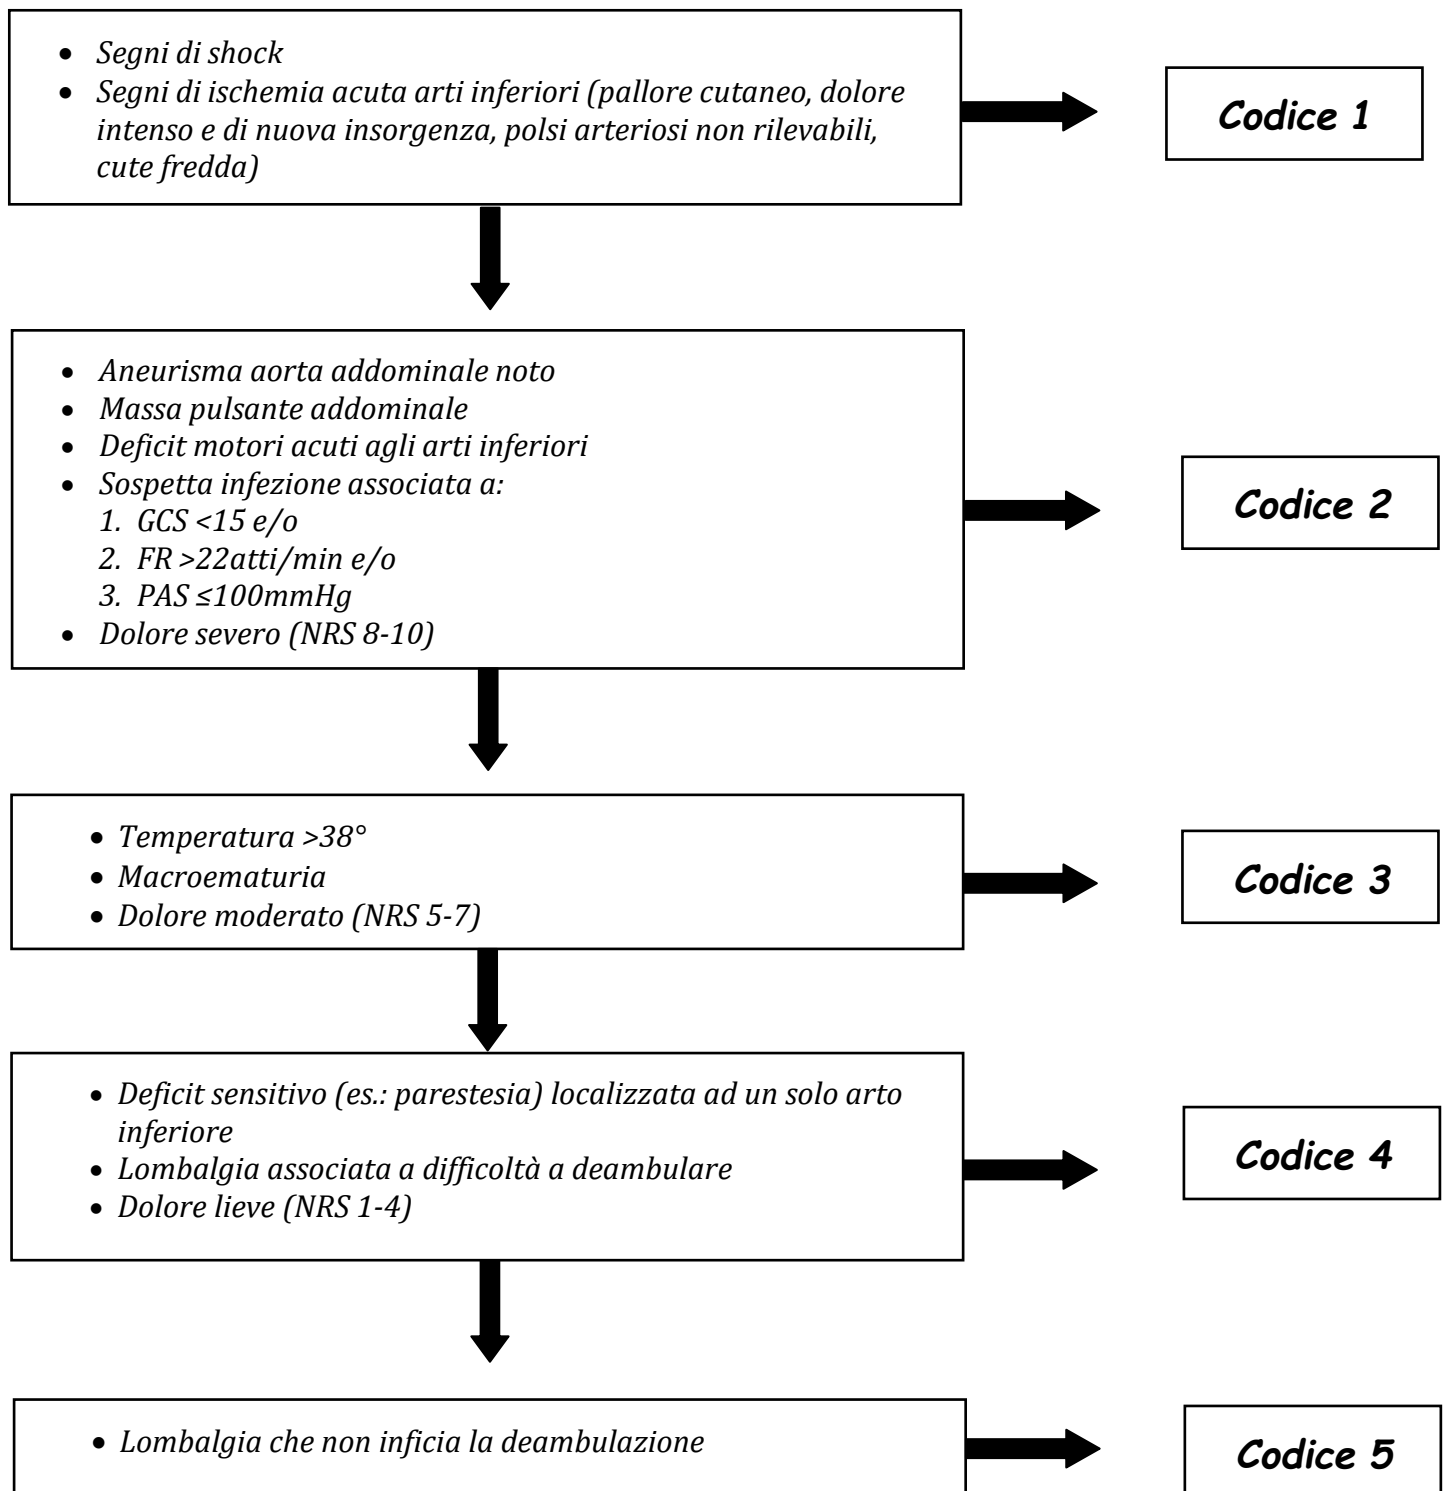 • Segni di shock
• Segni di ischemia acuta arti inferiori (pallore cutaneo, dolore
intenso e di nuova insorgenza, polsi arteriosi non rilevabili,
cute fredda)
Codice 1
• Aneurisma aorta addominale noto
• Massa pulsante addominale
• Deficit motori acuti agli arti inferiori
• Sospetta infezione associata a:
1. GCS <15 e/o
2. FR >22atti/min e/o
3. PAS ≤100mmHg
• Dolore severo (NRS 8-10)
Codice 2
• Temperatura >38°
• Macroematuria
• Dolore moderato (NRS 5-7)
Codice 3
• Deficit sensitivo (es.: parestesia) localizzata ad un solo arto
inferiore
• Lombalgia associata a difficoltà a deambulare
• Dolore lieve (NRS 1-4)
Codice 4
• Lombalgia che non inficia la deambulazione
Codice 5